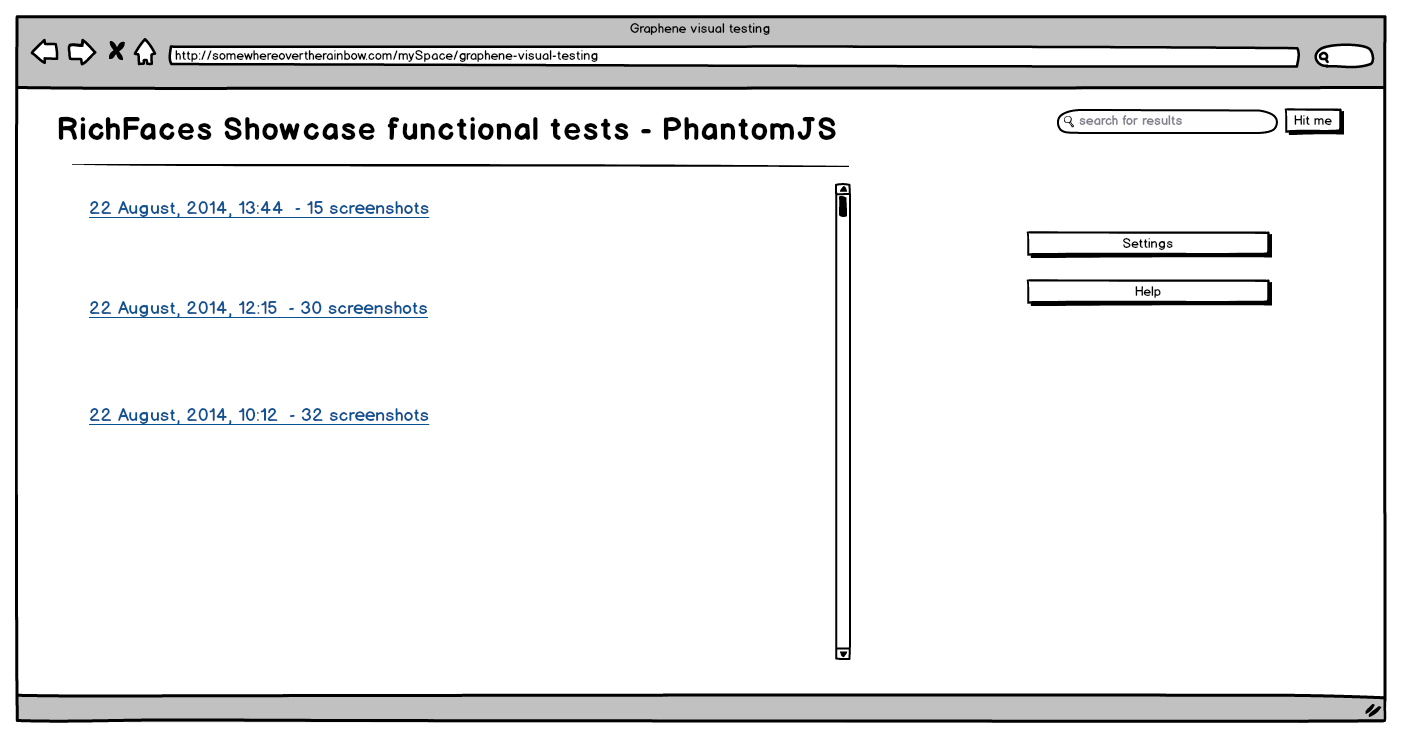 Graphene visual testing
http://somewhereovertherainbow.com/mySpace/graphene-visual-testing
RichFaces Showcase functional tests - PhantomJS
search for results
Hit me
22 August, 2014, 13:44 - 15 screenshots
22 August, 2014, 12:15 - 30 screenshots
22 August, 2014, 10:12 - 32 screenshots
Settings
Help